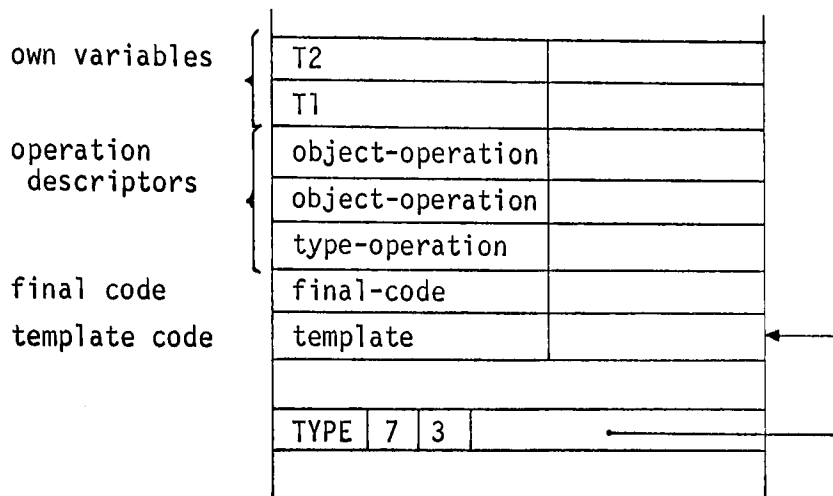 own variables T2
T1
operation object-operation
descriptors object-operation
type-operation
final code final-code
template code template
TYPE 7 3